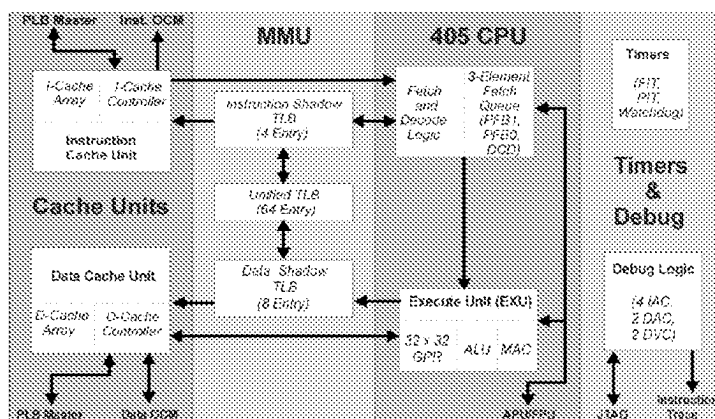 PLB Master
Inst. OCM
MMU
405 CPU
I-Cache Array
I-Cache Controller
Instruction Cache Unit
Instruction Shadow TLB (4 Entry)
Fetch and Decode Logic
3-Element Fetch Queue (PFB1, PFB0, DCD)
Timers
(FIT, PIT, Watchdog)
Cache Units
Unified TLB (64 Entry)
Timers & Debug
Data Cache Unit
D-Cache Array
D-Cache Controller
Data Shadow TLB (8 Entry)
Execute Unit (EXU)
32 x 32 GPR
ALU
MAC
Debug Logic
(4 IAC, 2 DAC, 2 DVC)
PLB Master
Data OCM
APU/FPU
JTAG
Instruction Trace